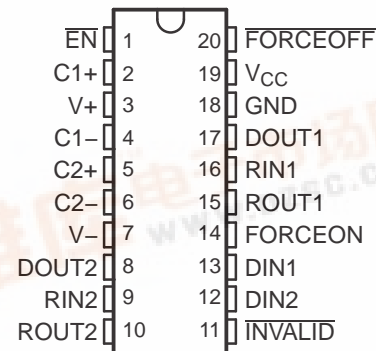 EN 1 20 FORCEOFF
C1+ 2 19 VCC
V+ 3 18 GND
C1− 4 17 DOUT1
C2+ 5 16 RIN1
C2− 6 15 ROUT1
V− 7 14 FORCEON
DOUT2 8 13 DIN1
RIN2 9 12 DIN2
ROUT2 10 11 INVALID